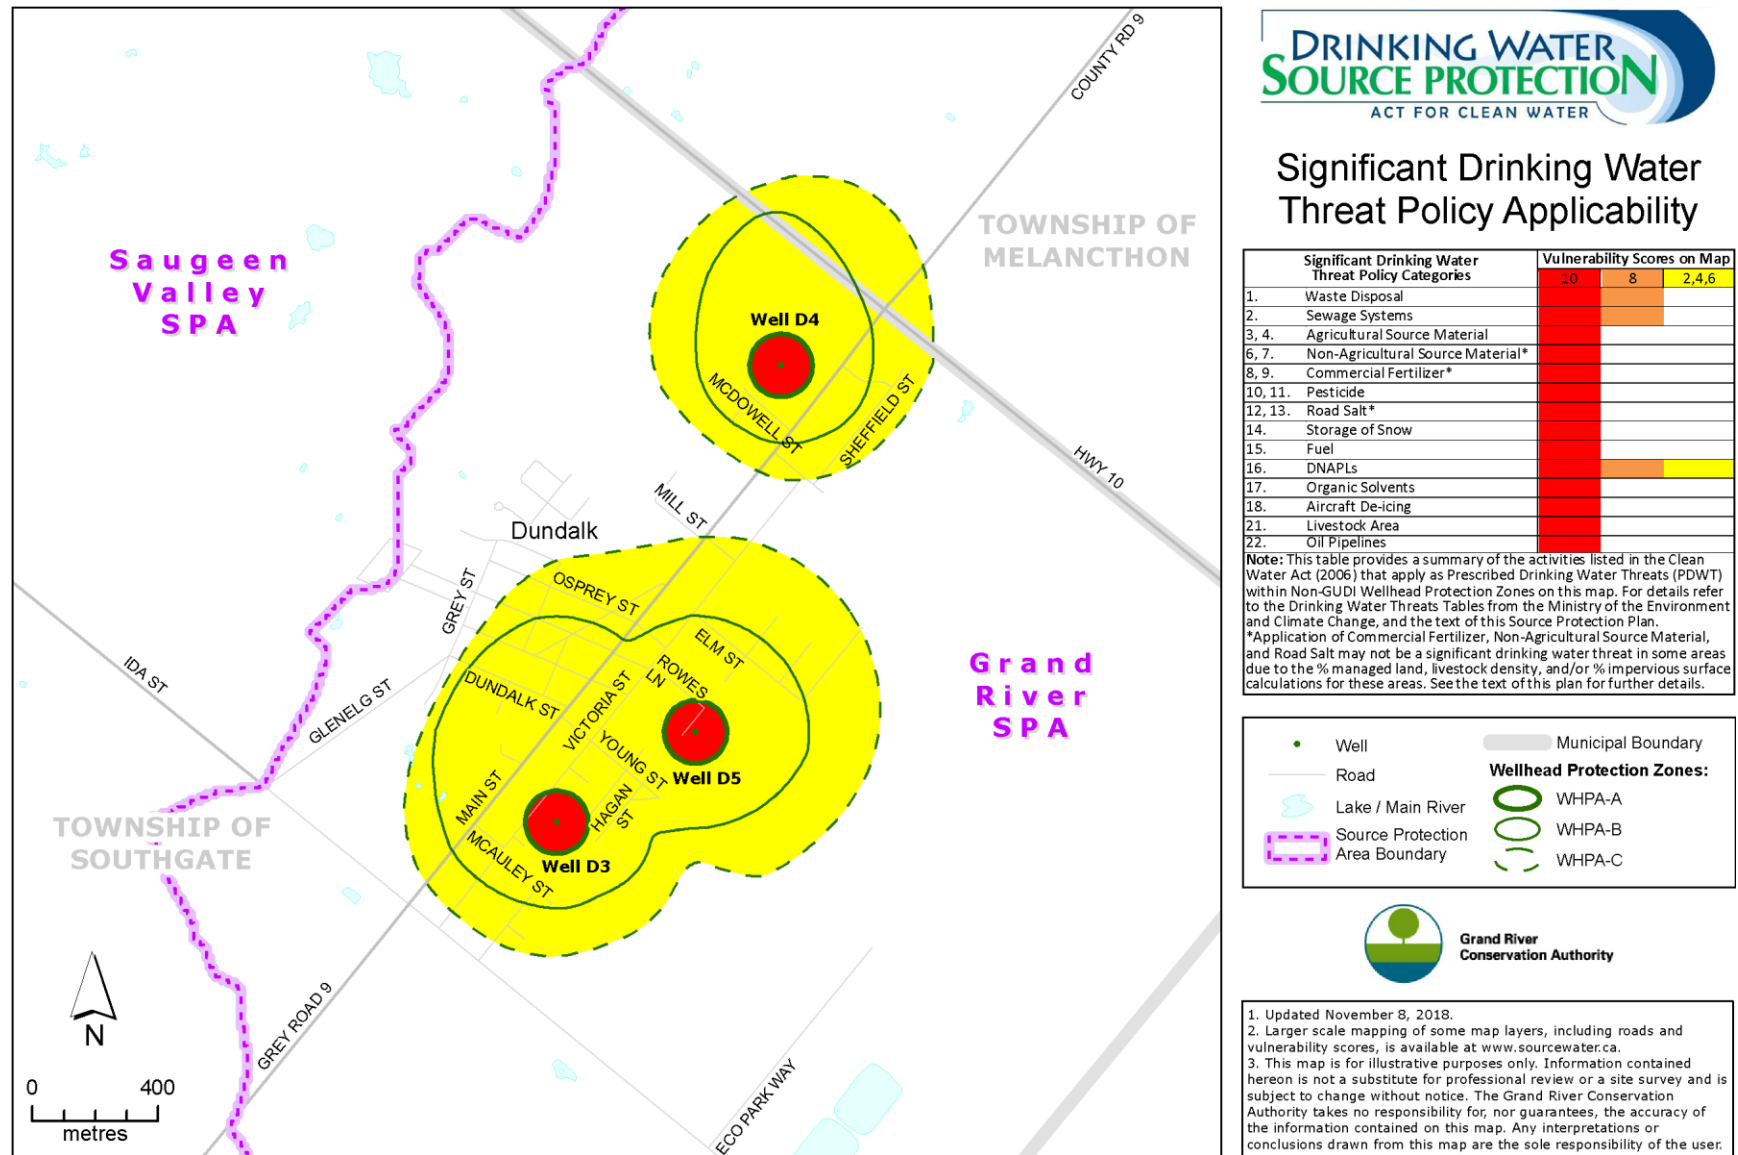 COUNTY RD 9
TOWNSHIP OF
MELANCTHON
Saugeen
Valley
SPA
Well D4
MCDOWELL ST
SHEFFIELD ST
HWY 10
MILL ST
Dundalk
OSPREY ST
GREY ST
ELM ST
ROWES
LN
Grand
River
SPA
IDA ST
GLENELG ST
DUNDALK ST
VICTORIA ST
YOUNG ST
Well D5
MAIN ST
HAGAN
ST
MCAULEY ST
Well D3
TOWNSHIP OF
SOUTHGATE
GREY ROAD 9
ECO PARK WAY
N
0 400
metres
DRINKING WATER
SOURCE PROTECTION
ACT FOR CLEAN WATER
Significant Drinking Water
Threat Policy Applicability
Significant Drinking Water
Threat Policy Categories
Vulnerability Scores on Map
10 8 2,4,6
1. Waste Disposal
2. Sewage Systems
3, 4. Agricultural Source Material
6, 7. Non-Agricultural Source Material*
8, 9. Commercial Fertilizer*
10, 11. Pesticide
12, 13. Road Salt*
14. Storage of Snow
15. Fuel
16. DNAPLs
17. Organic Solvents
18. Aircraft De-icing
21. Livestock Area
22. Oil Pipelines
Note: This table provides a summary of the activities listed in the Clean
Water Act (2006) that apply as Prescribed Drinking Water Threats (PDWT)
within Non-GUDI Wellhead Protection Zones on this map. For details refer
to the Drinking Water Threats Tables from the Ministry of the Environment
and Climate Change, and the text of this Source Protection Plan.
*Application of Commercial Fertilizer, Non-Agricultural Source Material,
and Road Salt may not be a significant drinking water threat in some areas
due to the % managed land, livestock density, and/or % impervious surface
calculations for these areas. See the text of this plan for further details.
Well
Road
Lake / Main River
Source Protection
Area Boundary
Municipal Boundary
Wellhead Protection Zones:
WHPA-A
WHPA-B
WHPA-C
Grand River
Conservation Authority
1. Updated November 8, 2018.
2. Larger scale mapping of some map layers, including roads and
vulnerability scores, is available at www.sourcewater.ca.
3. This map is for illustrative purposes only. Information contained
hereon is not a substitute for professional review or a site survey and is
subject to change without notice. The Grand River Conservation
Authority takes no responsibility for, nor guarantees, the accuracy of
the information contained on this map. Any interpretations or
conclusions drawn from this map are the sole responsibility of the user.